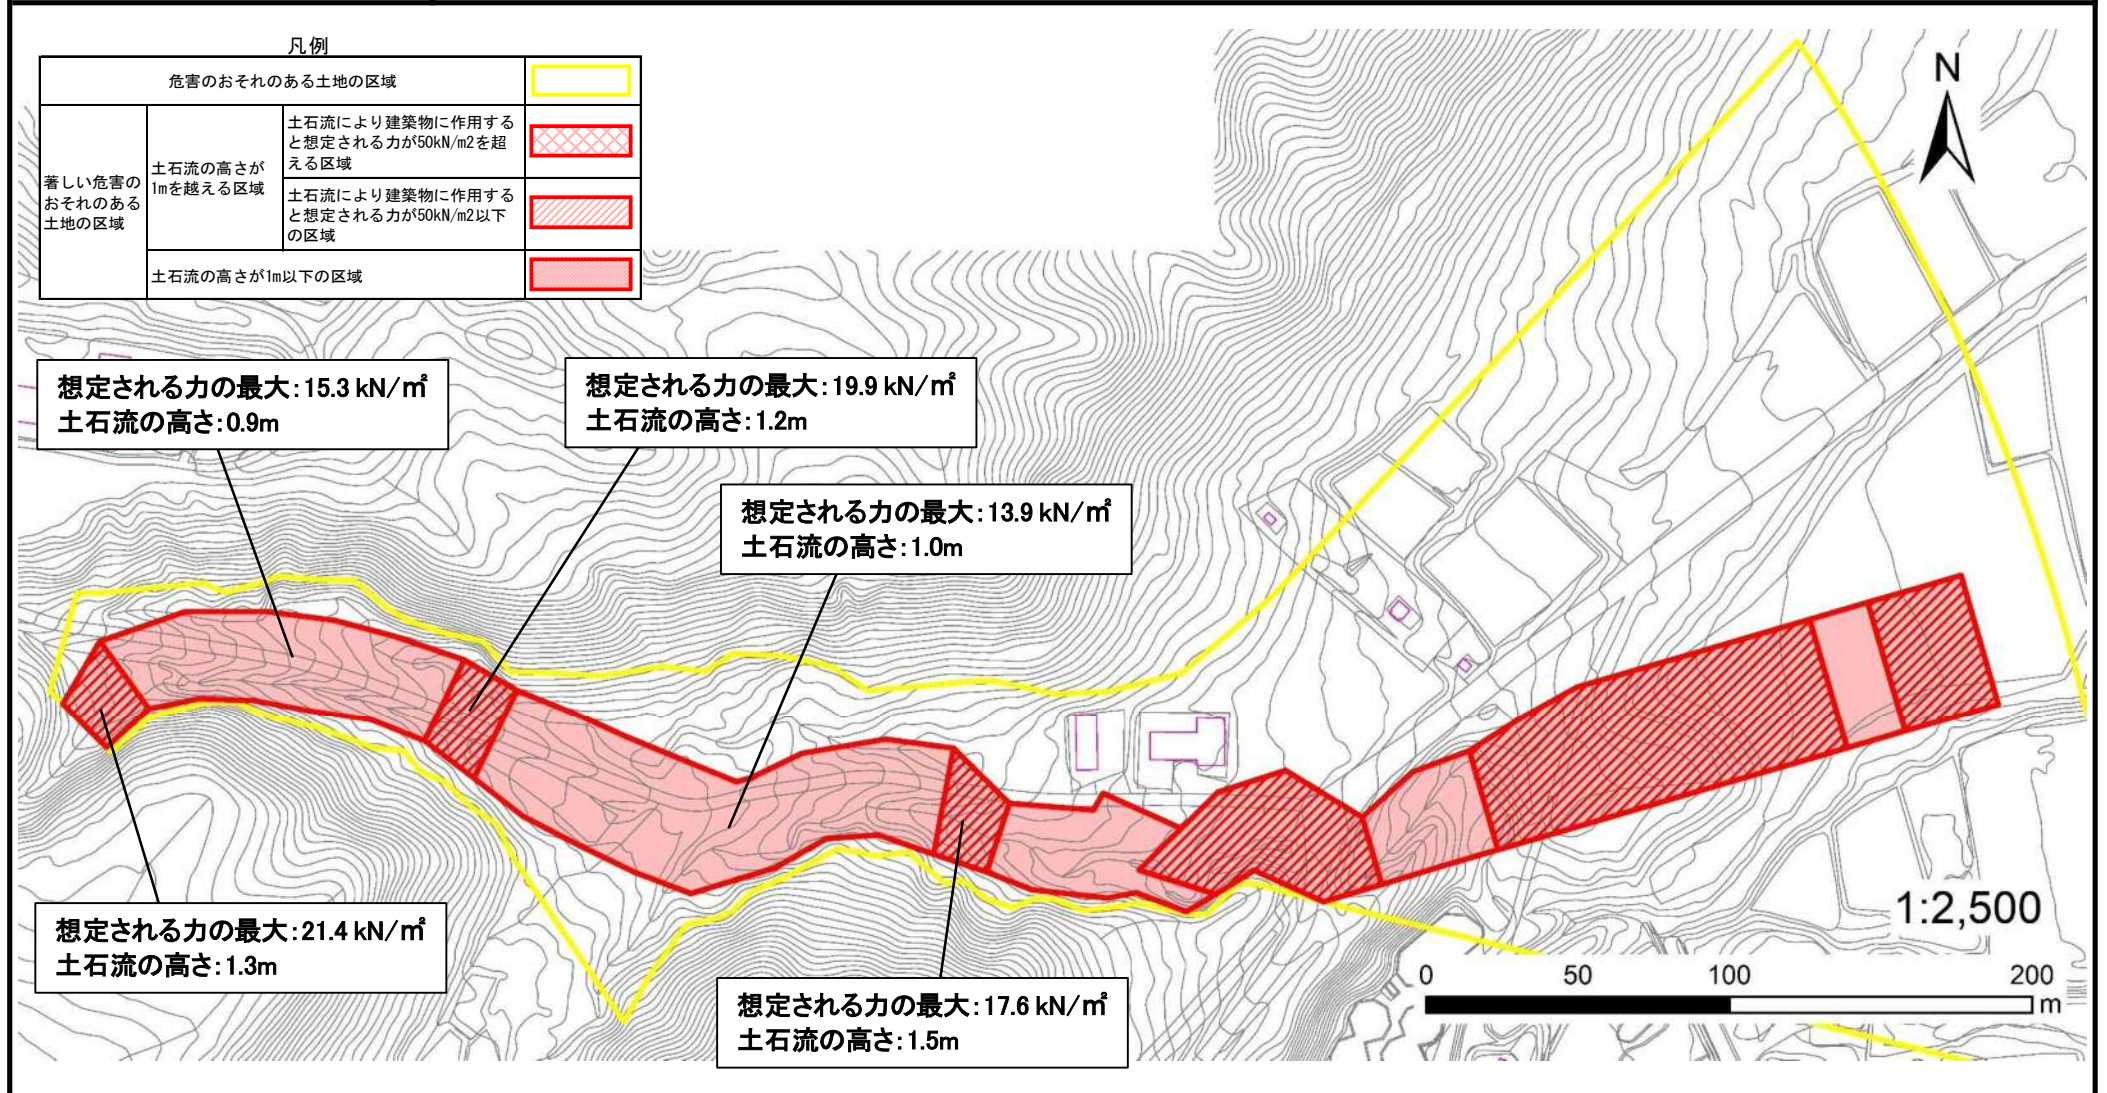 凡例
危害のおそれのある土地の区域
著しい危害の
おそれのある
土地の区域
土石流の高さが
1mを越える区域
土石流により建築物に作用する
と想定される力が50kN/m2を超
える区域
土石流により建築物に作用する
と想定される力が50kN/m2以下
の区域
土石流の高さが1m以下の区域
N
想定される力の最大:15.3 kN/㎡
土石流の高さ:0.9m
想定される力の最大:19.9 kN/㎡
土石流の高さ:1.2m
想定される力の最大:13.9 kN/㎡
土石流の高さ:1.0m
想定される力の最大:21.4 kN/㎡
土石流の高さ:1.3m
想定される力の最大:17.6 kN/㎡
土石流の高さ:1.5m
1:2,500
0 50 100 200
m